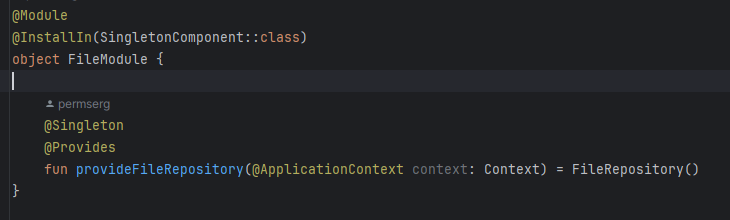 @Module
@InstallIn(SingletonComponent::class)
object FileModule {
permserg
@Singleton
@Provides
fun provideFileRepository(@ApplicationContext context: Context) = FileRepository()
}